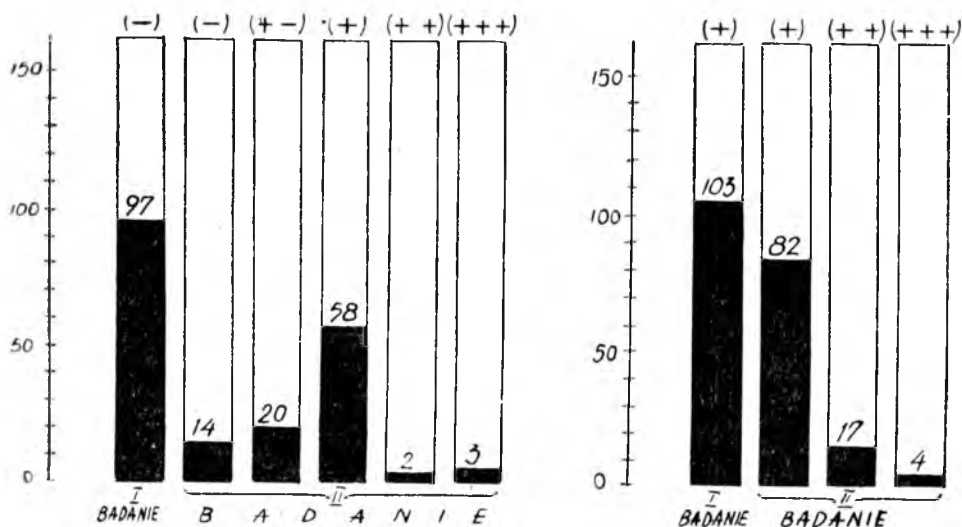 (-) (-) (+ -) (+) (+ +) (+ + +)
150
100
50
0
97
14
20
58
2
3
I
II
BADANIE
B A D A N I E
(+) (+) (+ +) (+ + +)
150
100
50
0
103
82
17
4
I
II
BADANIE
BADANIE